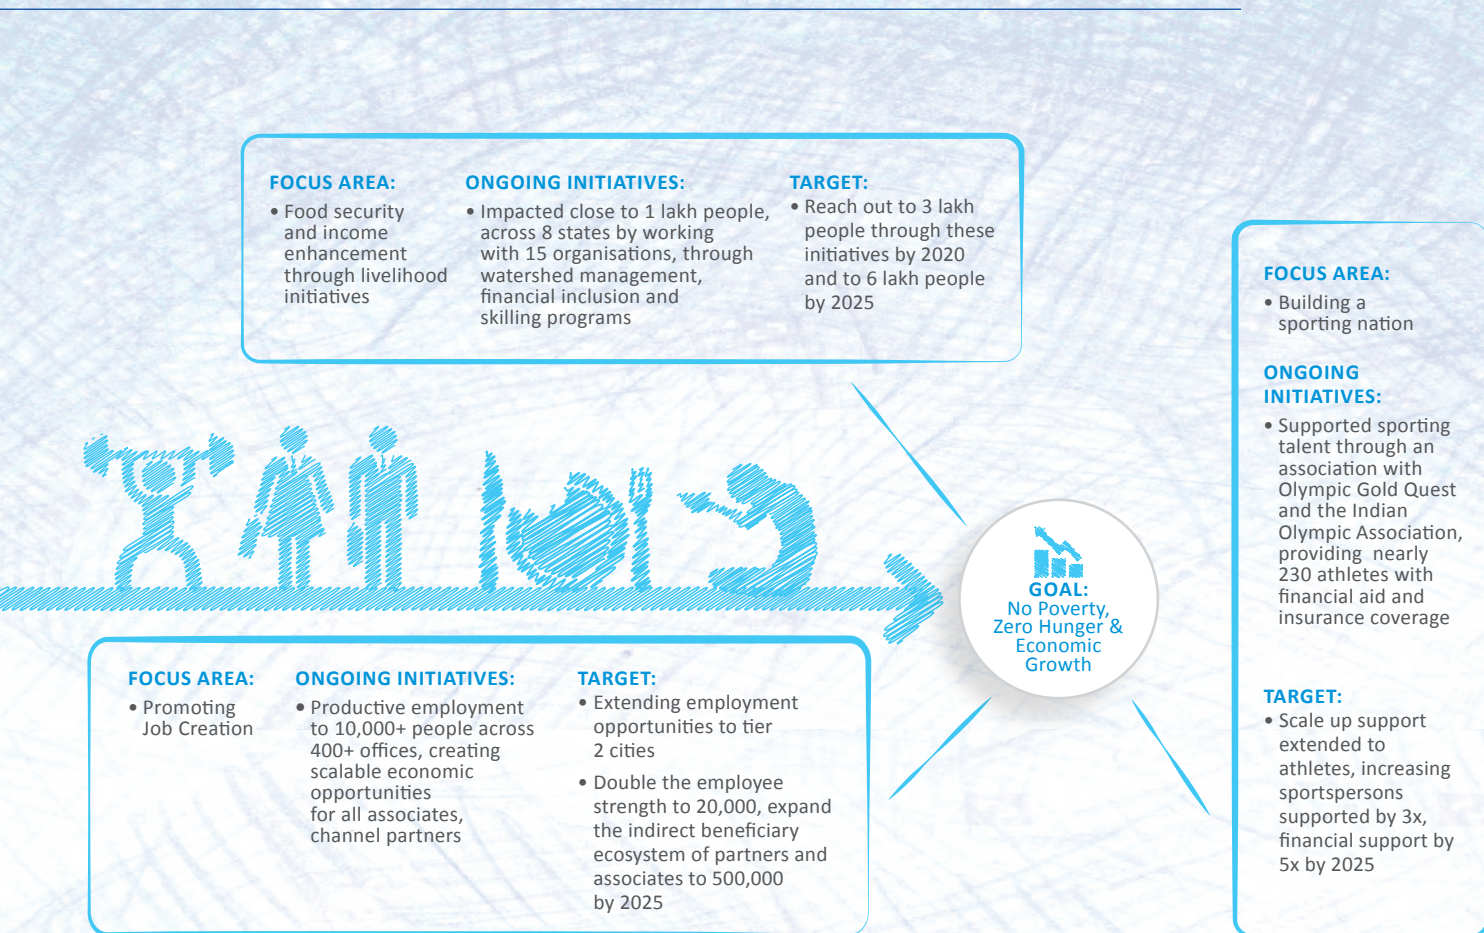 FOCUS AREA:
• Food security
and income
enhancement
through livelihood
initiatives
ONGOING INITIATIVES:
• Impacted close to 1 lakh people,
across 8 states by working
with 15 organisations, through
watershed management,
financial inclusion and
skilling programs
TARGET:
• Reach out to 3 lakh
people through these
initiatives by 2020
and to 6 lakh people
by 2025
GOAL:
No Poverty,
Zero Hunger &
Economic
Growth
FOCUS AREA:
• Promoting
Job Creation
ONGOING INITIATIVES:
• Productive employment
to 10,000+ people across
400+ offices, creating
scalable economic
opportunities
for all associates,
channel partners
TARGET:
• Extending employment
opportunities to tier
2 cities
• Double the employee
strength to 20,000, expand
the indirect beneficiary
ecosystem of partners and
associates to 500,000
by 2025
FOCUS AREA:
• Building a
sporting nation
ONGOING
INITIATIVES:
• Supported sporting
talent through an
association with
Olympic Gold Quest
and the Indian
Olympic Association,
providing nearly
230 athletes with
financial aid and
insurance coverage
TARGET:
• Scale up support
extended to
athletes, increasing
sportspersons
supported by 3x,
financial support by
5x by 2025